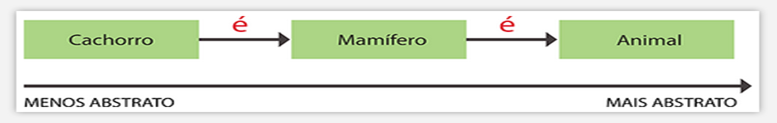 é é
Cachorro Mamífero Animal
MENOS ABSTRATO MAIS ABSTRATO